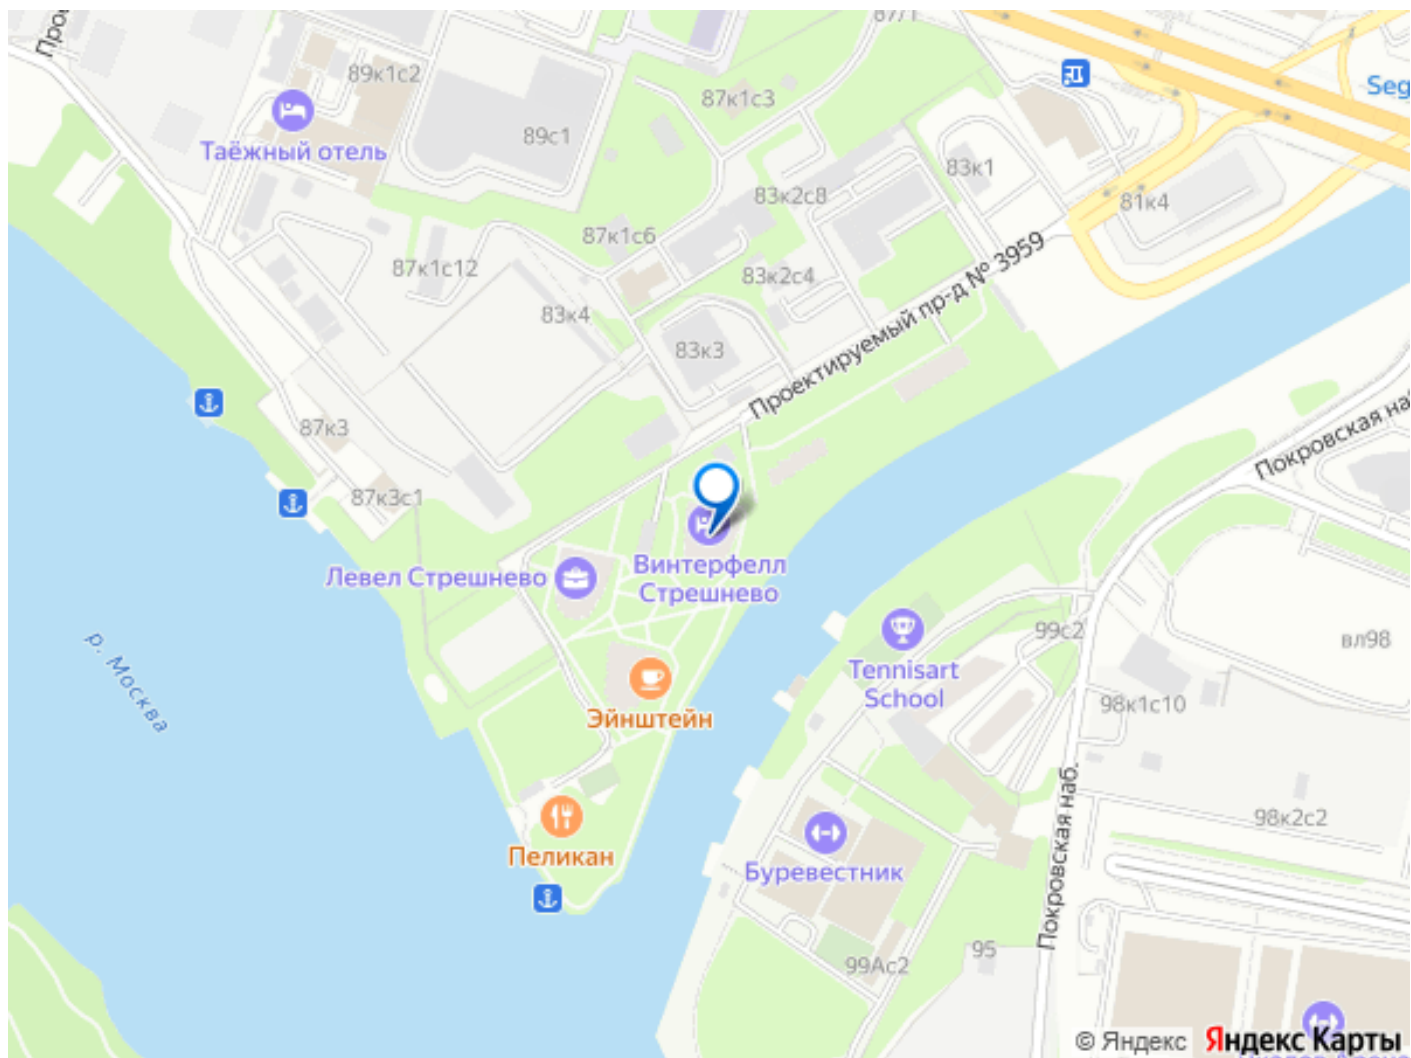 87/1
89к1с2
Seg
87к1с3
89с1
Таёжный отель
83к1
83к2с8
81к4
87к1с6
87к1с12
83к2с4
Проектируемый пр-д № 3959
83к4
83к3
87к3
Покровская наб.
87к3с1
Винтерфелл
Стрешнево
Левел Стрешнево
99с2
вл98
Tennisart
School
р. Москва
98к1с10
Эйнштейн
98к2с2
Покровская наб.
Пеликан
Буревестник
95
99Ас2
© Яндекс Яндекс Карты